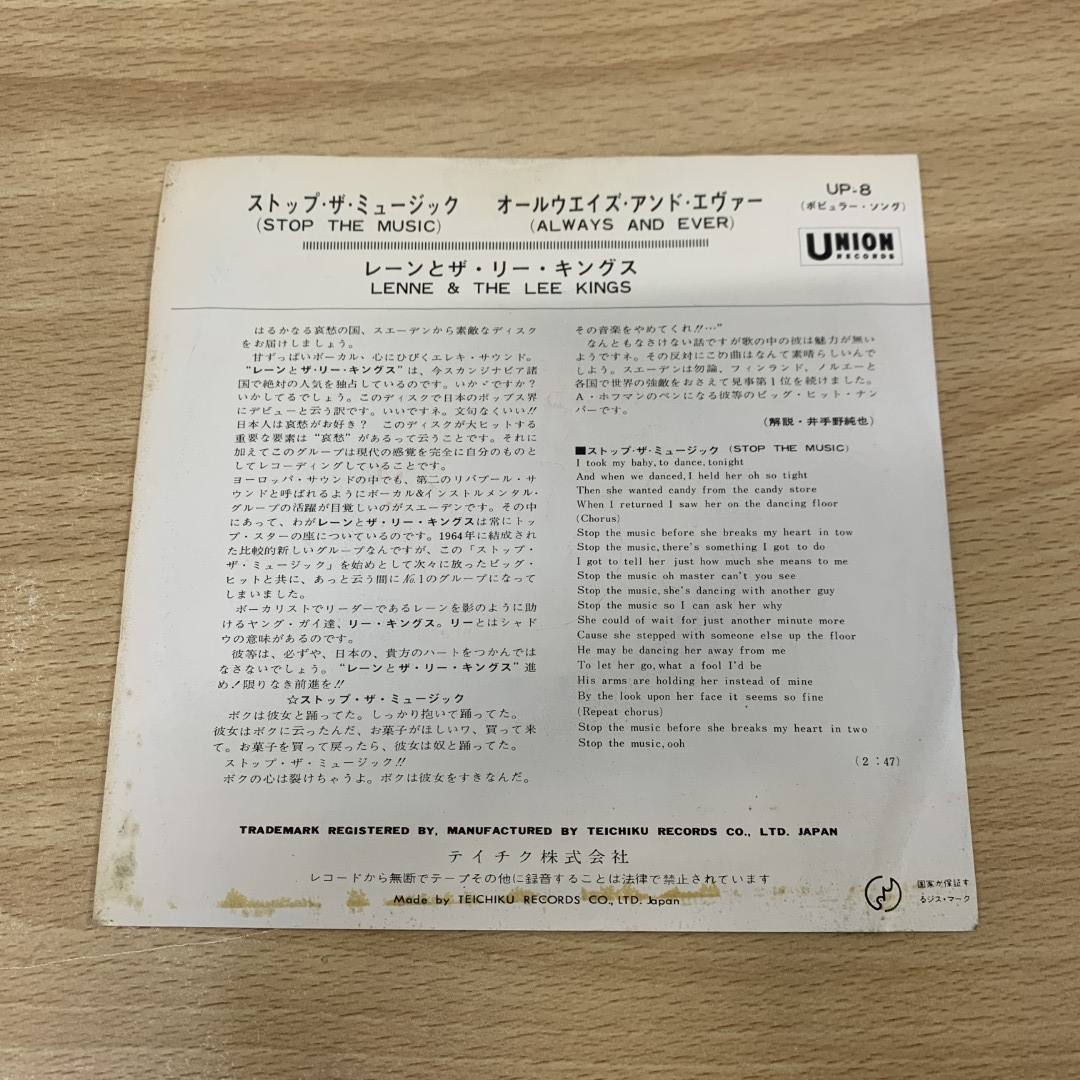 ストップ・ザ・ミュージック オールウエイズ・アンド・エヴァー
(STOP THE MUSIC) (ALWAYS AND EVER)
レーンとザ・リー・キングス
LENNE & THE LEE KINGS
UP-8
(ポピュラー・ソング)
UNION
RECORDS
はるかなる哀愁の国、スエーデンから素敵なディスク
をお届けしましょう。
甘ずっぱいボーカル・心にひびくエレキ・サウンド。
“レーンとザ・リー・キングス”は、今スカンジナビア諸
国で絶対の人気を独占しているのです。いかゞですか?
いかしてるでしょう。このディスクで日本のポップス界
にデビューと云う訳です。いいですネ。文句なくいい!!
日本人は哀愁がお好き? このディスクが大ヒットする
重要な要素は“哀愁”があるって云うことです。それに
加えてこのグループは現代の感覚を完全に自分のものと
してレコーディングしていることです。
ヨーロッパ・サウンドの中でも、第二のリバプール・サ
ウンドと呼ばれるようにボーカル&インストルメンタル・
グループの活躍が目覚しいのがスエーデンです。その中
にあって、わがレーンとザ・リー・キングスは常にトッ
プ・スターの座についているのです。1964年に結成され
た比較的新しいグループなんですが、この「ストップ・
ザ・ミュージック」を始めとして次々に放ったビッグ・
ヒットと共に、あっと云う間に№1のグループになって
しまいました。
ボーカリストでリーダーであるレーンを影のように助
けるヤング・ガイ達、リー・キングス。リーとはシャド
ウの意味があるのです。
彼等は、必ずや、日本の、貴方のハートをつかんでは
なさないでしょう。“レーンとザ・リー・キングス”進
め!限りなき前進を!!
☆ストップ・ザ・ミュージック
ボクは彼女と踊ってた。しっかり抱いて踊ってた。
彼女はボクに云ったんだ、お菓子がほしいワ、買って来
て。お菓子を買って戻ったら、彼女は奴と踊ってた。
ストップ・ザ・ミュージック!!
ボクの心は裂けちゃうよ。ボクは彼女をすきなんだ。
その音楽をやめてくれ!!…”
なんともなさけない話ですが歌の中の彼は魅力が無い
ようですネ。その反対にこの曲はなんて素晴らしいんで
しよう。スエーデンは勿論、フィンランド、ノルエーと
各国で世界の強敵をおさえて見事第1位を続けました。
A・ホフマンのペンになる彼等のビッグ・ヒット・ナン
バーです。
(解説・井手野純也)
■ストップ・ザ・ミュージック (STOP THE MUSIC)
I took my baby, to dance, tonight
And when we danced, I held her oh so tight
Then she wanted candy from the candy store
When I returned I saw her on the dancing floor
(Chorus)
Stop the music before she breaks my heart in tow
Stop the music, there's something I got to do
I got to tell her just how much she means to me
Stop the music oh master can't you see
Stop the music, she's dancing with another guy
Stop the music so I can ask her why
She could of wait for just another minute more
Cause she stepped with someone else up the floor
He may be dancing her away from me
To let her go, what a fool I'd be
His arms are holding her instead of mine
By the look upon her face it seems so fine
(Repeat chorus)
Stop the music before she breaks my heart in two
Stop the music, ooh
(2:47)
TRADEMARK REGISTERED BY, MANUFACTURED BY TEICHIKU RECORDS CO., LTD. JAPAN
テイチク株式会社
レコードから無断でテープその他に録音することは法律で禁止されています
Made by TEICHIKU RECORDS CO., LTD. Japan
国家が保証す
るジス・マーク